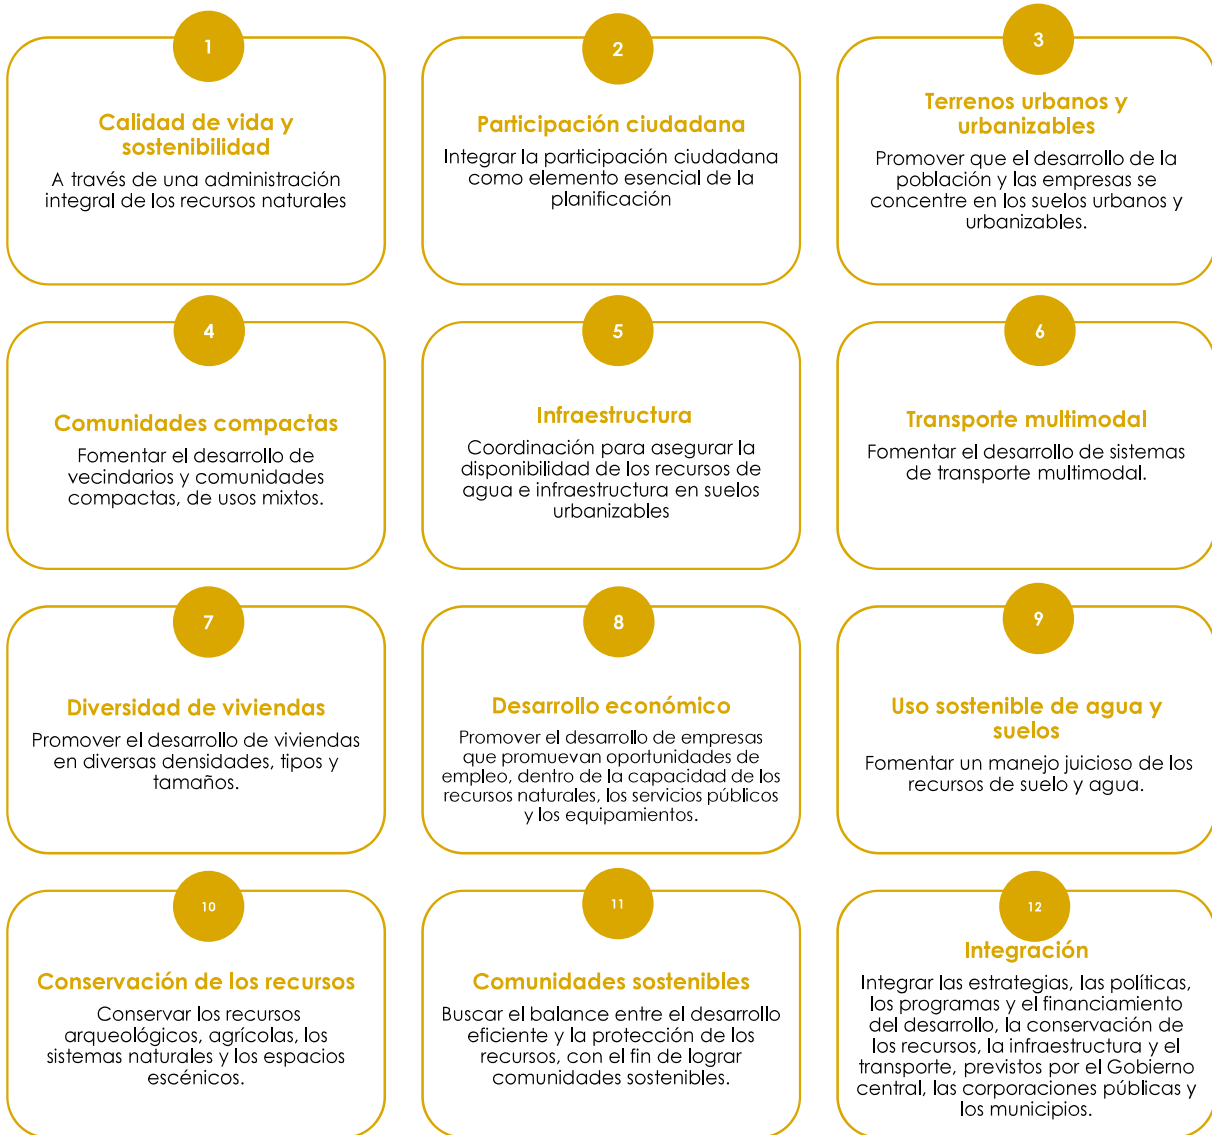 1
Calidad de vida y
sostenibilidad
A través de una administración
integral de los recursos naturales
2
Participación ciudadana
Integrar la participación ciudadana
como elemento esencial de la
planificación
3
Terrenos urbanos y
urbanizables
Promover que el desarrollo de la
población y las empresas se
concentre en los suelos urbanos y
urbanizables.
4
Comunidades compactas
Fomentar el desarrollo de
vecindarios y comunidades
compactas, de usos mixtos.
5
Infraestructura
Coordinación para asegurar la
disponibilidad de los recursos de
agua e infraestructura en suelos
urbanizables
6
Transporte multimodal
Fomentar el desarrollo de sistemas
de transporte multimodal.
7
Diversidad de viviendas
Promover el desarrollo de viviendas
en diversas densidades, tipos y
tamaños.
8
Desarrollo económico
Promover el desarrollo de empresas
que promuevan oportunidades de
empleo, dentro de la capacidad de los
recursos naturales, los servicios públicos
y los equipamientos.
9
Uso sostenible de agua y
suelos
Fomentar un manejo juicioso de los
recursos de suelo y agua.
10
Conservación de los recursos
Conservar los recursos
arqueológicos, agrícolas, los
sistemas naturales y los espacios
escénicos.
11
Comunidades sostenibles
Buscar el balance entre el desarrollo
eficiente y la protección de los
recursos, con el fin de lograr
comunidades sostenibles.
12
Integración
Integrar las estrategias, las políticas,
los programas y el financiamiento
del desarrollo, la conservación de
los recursos, la infraestructura y el
transporte, previstos por el Gobierno
central, las corporaciones públicas y
los municipios.